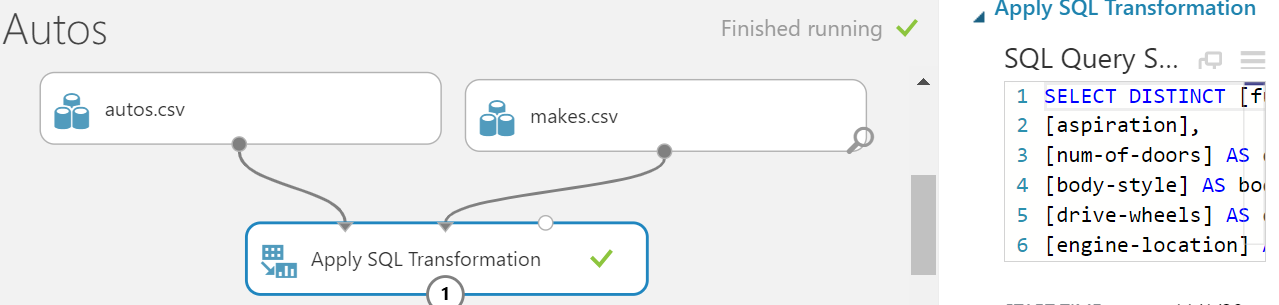 Autos
Finished running
autos.csv
makes.csv
Apply SQL Transformation
1
Apply SQL Transformation
SQL Query S...
1 SELECT DISTINCT
2 [aspiration],
3 [num-of-doors] AS
4 [body-style] AS
5 [drive-wheels] AS
6 [engine-location]